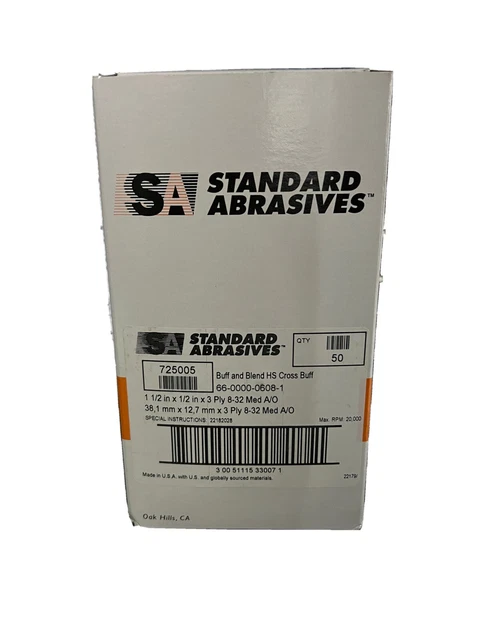 SA STANDARD
ABRASIVES™
SA STANDARD
ABRASIVES™
QTY
50
725005
Buff and Blend HS Cross Buff
66-0000-0608-1
1 1/2 in x 1/2 in x 3 Ply 8-32 Med A/O
38,1 mm x 12,7 mm x 3 Ply 8-32 Med A/O
SPECIAL INSTRUCTIONS: 22182028 Max. RPM: 20,000
3 00 51115 33007 1
Made in U.S.A. with U.S. and globally sourced materials.
Oak Hills, CA